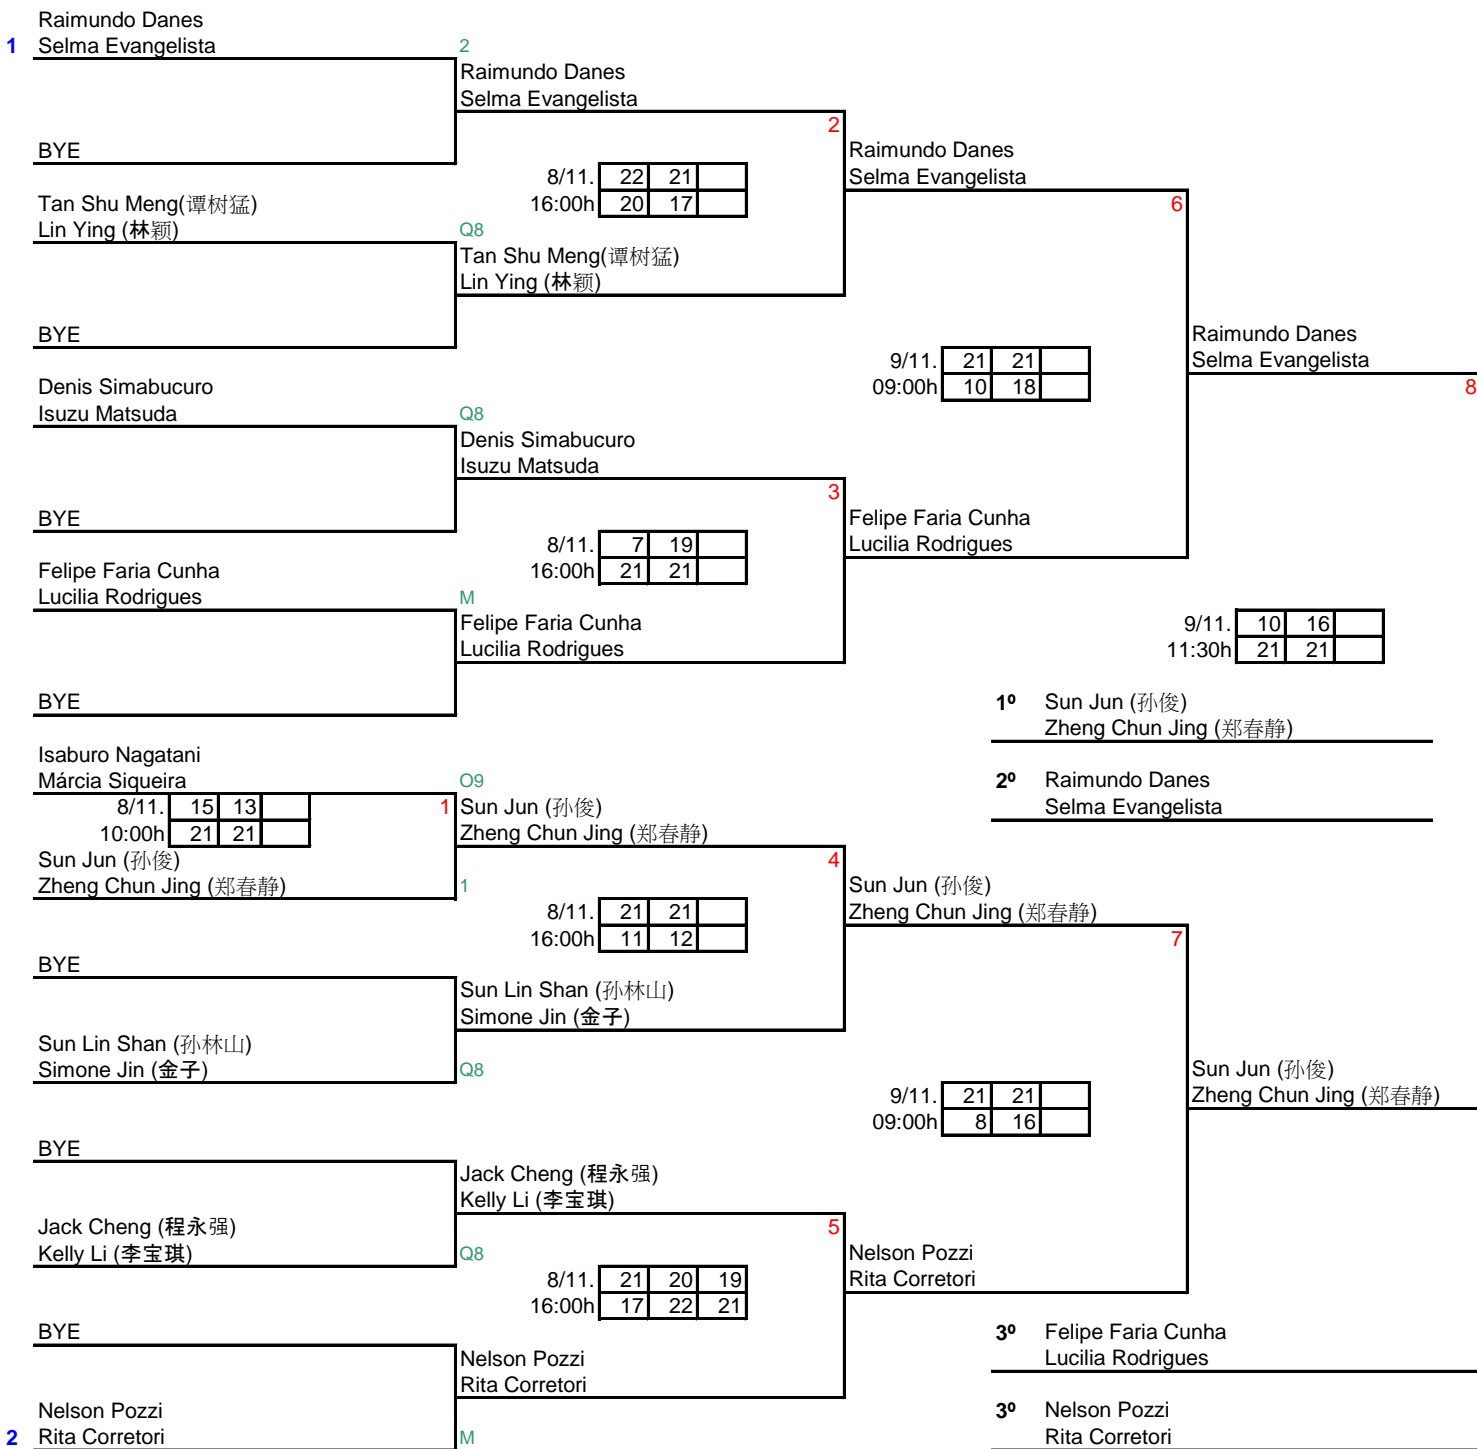 Raimundo Danes
1 Selma Evangelista 2
Raimundo Danes
Selma Evangelista
2
BYE
Raimundo Danes
8/11. 22 21
Selma Evangelista
Tan Shu Meng(谭树猛)
16:00h 20 17
6
Lin Ying (林颖) Q8
Tan Shu Meng(谭树猛)
Lin Ying (林颖)
BYE
Raimundo Danes
9/11. 21 21
Selma Evangelista
Denis Simabucuro
09:00h 10 18
8
Isuzu Matsuda Q8
Denis Simabucuro
Isuzu Matsuda
3
BYE
Felipe Faria Cunha
8/11. 7 19
Lucilia Rodrigues
Felipe Faria Cunha
16:00h 21 21
Lucilia Rodrigues M
Felipe Faria Cunha
9/11. 10 16
Lucilia Rodrigues
11:30h 21 21
BYE
1º Sun Jun (孙俊)
Zheng Chun Jing (郑春静)
Isaburo Nagatani
Márcia Siqueira O9
2º Raimundo Danes
8/11. 15 13
1 Sun Jun (孙俊)
Selma Evangelista
10:00h 21 21
Zheng Chun Jing (郑春静)
Sun Jun (孙俊)
4
Zheng Chun Jing (郑春静) 1
Sun Jun (孙俊)
8/11. 21 21
Zheng Chun Jing (郑春静)
16:00h 11 12
7
BYE
Sun Lin Shan (孙林山)
Simone Jin (金子)
Sun Lin Shan (孙林山)
Simone Jin (金子) Q8
Sun Jun (孙俊)
9/11. 21 21
Zheng Chun Jing (郑春静)
09:00h 8 16
BYE
Jack Cheng (程永强)
Kelly Li (李宝琪)
Jack Cheng (程永强)
5
Kelly Li (李宝琪) Q8
Nelson Pozzi
8/11. 21 20 19
Rita Corretori
16:00h 17 22 21
BYE
3º Felipe Faria Cunha
Nelson Pozzi
Lucilia Rodrigues
Rita Corretori
Nelson Pozzi
3º Nelson Pozzi
2 Rita Corretori M
Rita Corretori